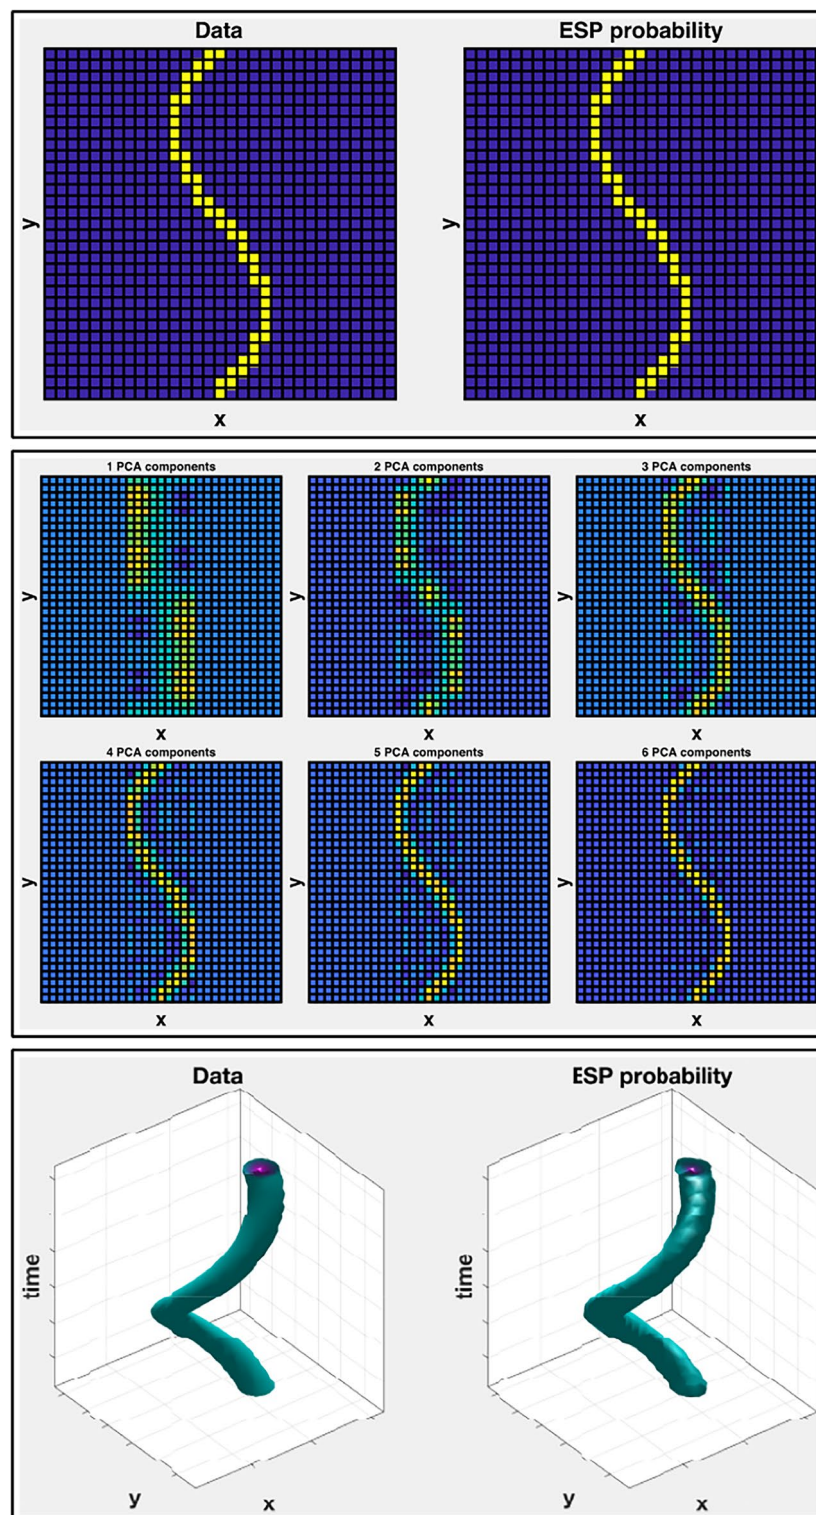 Data ESP probability
y y
x x
1 PCA components 2 PCA components 3 PCA components
y y y
x x x
4 PCA components 5 PCA components 6 PCA components
y y y
x x x
Data ESP probability
time time
y x y x